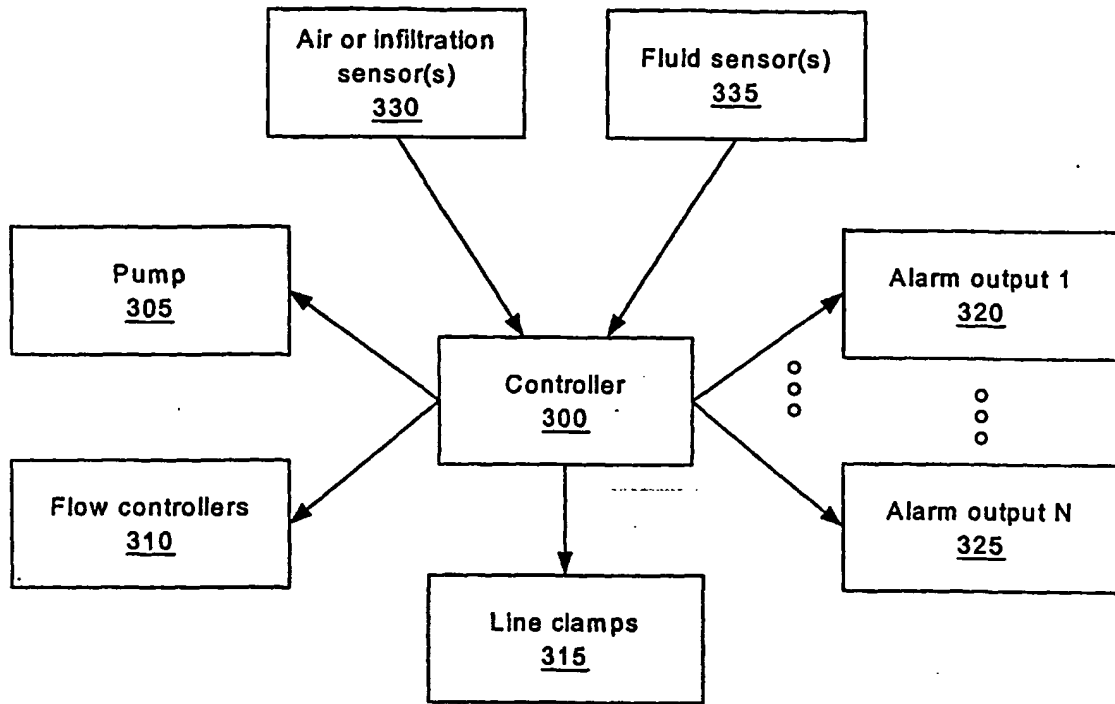 Air or infiltration
sensor(s)
330
Fluid sensor(s)
335
Pump
305
Alarm output 1
320
Controller
300
Flow controllers
310
Alarm output N
325
Line clamps
315